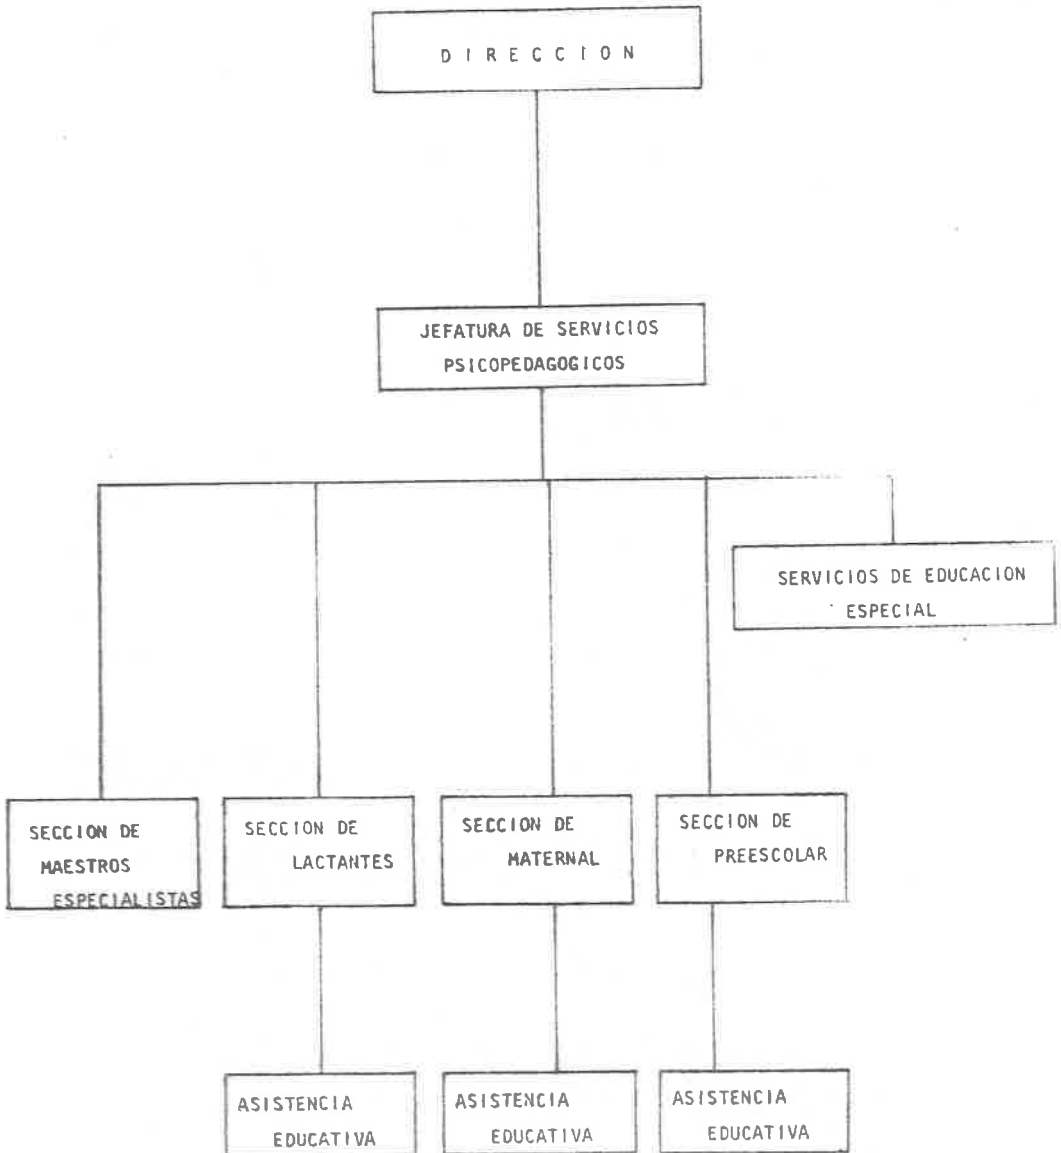 D I R E C C I O N
JEFATURA DE SERVICIOS
PSICOPEDAGOGICOS
SERVICIOS DE EDUCACION
ESPECIAL
SECCION DE
MAESTROS
ESPECIALISTAS
SECCION DE
LACTANTES
SECCION DE
MATERNAL
SECCION DE
PREESCOLAR
ASISTENCIA
EDUCATIVA
ASISTENCIA
EDUCATIVA
ASISTENCIA
EDUCATIVA